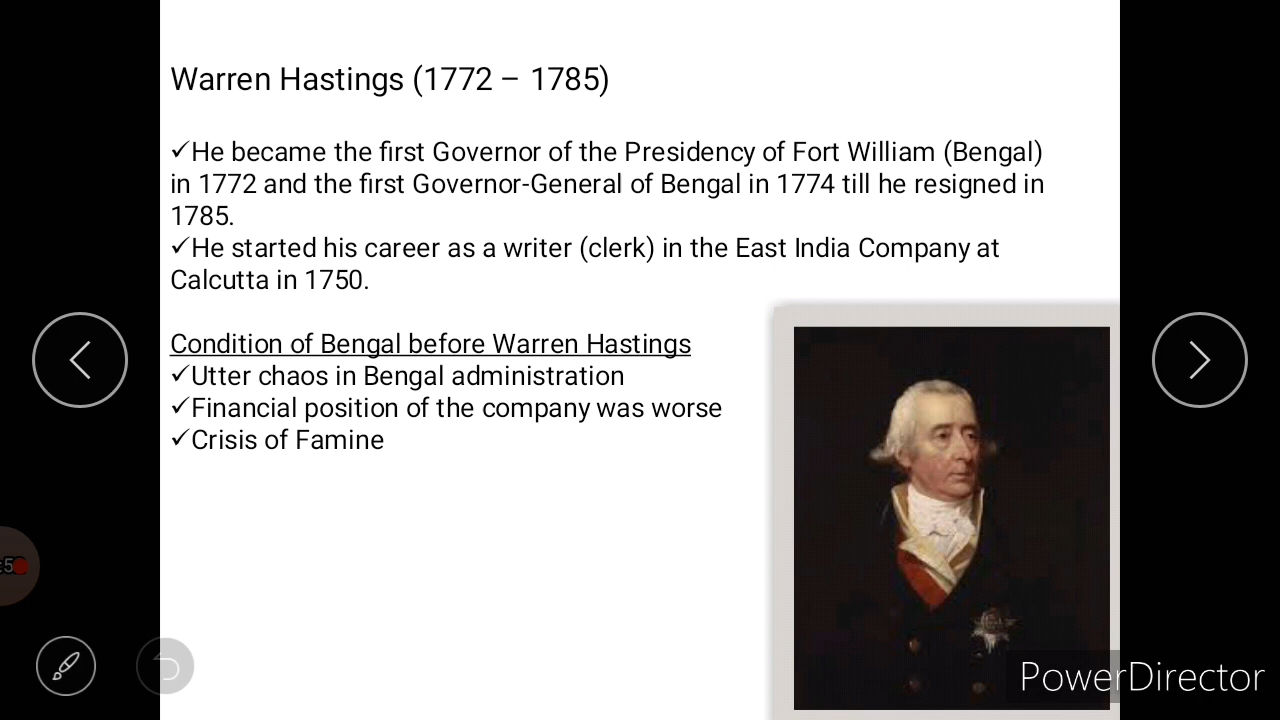 Warren Hastings (1772 – 1785)
✓He became the first Governor of the Presidency of Fort William (Bengal)
in 1772 and the first Governor-General of Bengal in 1774 till he resigned in
1785.
✓He started his career as a writer (clerk) in the East India Company at
Calcutta in 1750.
Condition of Bengal before Warren Hastings
✓Utter chaos in Bengal administration
✓Financial position of the company was worse
✓Crisis of Famine
:5
PowerDirector